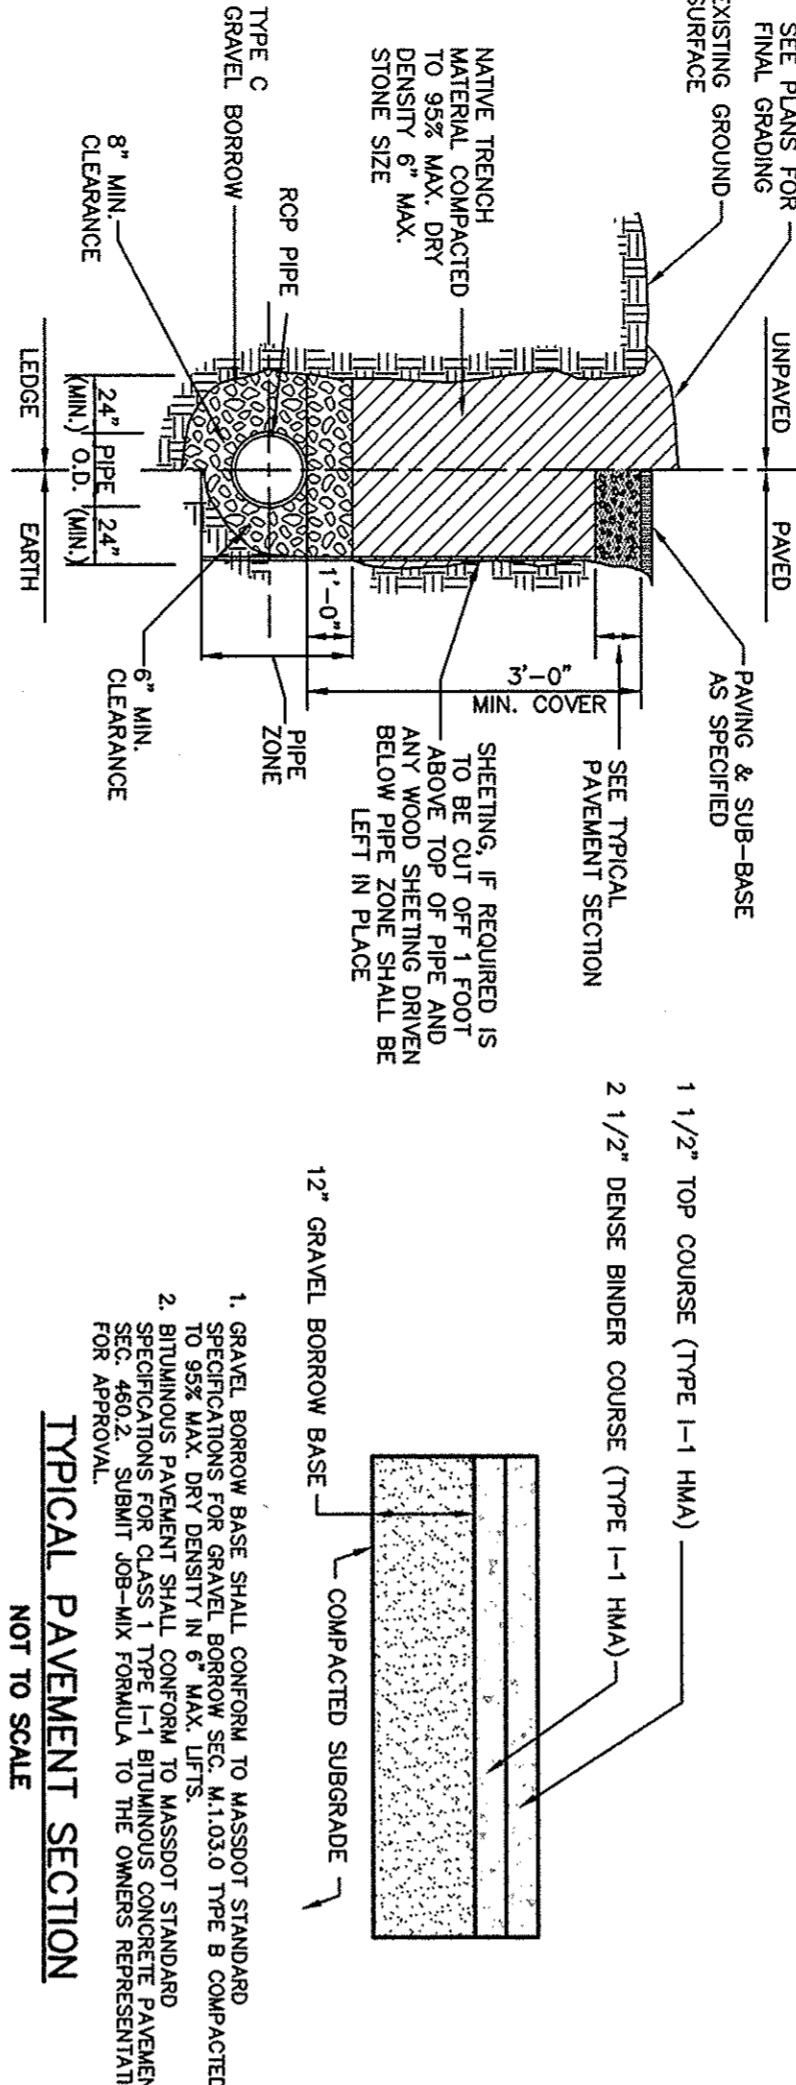 SEE PLANS FOR
FINAL GRADING
EXISTING GROUND
SURFACE
UNPAVED
PAVED
PAVING & SUB-BASE
AS SPECIFIED
SEE TYPICAL
PAVEMENT SECTION
NATIVE TRENCH
MATERIAL COMPACTED
TO 95% MAX. DRY
DENSITY 6" MAX.
STONE SIZE
3'-0"
MIN. COVER
SHEETING, IF REQUIRED IS
TO BE CUT OFF 1 FOOT
ABOVE TOP OF PIPE AND
ANY WOOD SHEETING DRIVEN
BELOW PIPE ZONE SHALL BE
LEFT IN PLACE
1'-0"
PIPE
ZONE
RCP PIPE
TYPE C
GRAVEL BORROW
8" MIN.
CLEARANCE
6" MIN.
CLEARANCE
24"
(MIN.)
PIPE
O.D.
24"
(MIN.)
LEDGE
EARTH
1 1/2" TOP COURSE (TYPE I-1 HMA)
2 1/2" DENSE BINDER COURSE (TYPE I-1 HMA)
12" GRAVEL BORROW BASE
COMPACTED SUBGRADE
1. GRAVEL BORROW BASE SHALL CONFORM TO MASSDOT STANDARD
SPECIFICATIONS FOR GRAVEL BORROW SEC. M.1.03.0 TYPE B COMPACTED
TO 95% MAX. DRY DENSITY IN 6" MAX. LIFTS.
2. BITUMINOUS PAVEMENT SHALL CONFORM TO MASSDOT STANDARD
SPECIFICATIONS FOR CLASS 1 TYPE I-1 BITUMINOUS CONCRETE PAVEMEN
SEC. 460.2. SUBMIT JOB-MIX FORMULA TO THE OWNERS REPRESENTATI
FOR APPROVAL.
TYPICAL PAVEMENT SECTION
NOT TO SCALE